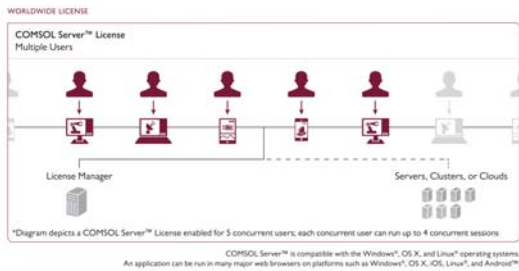 WORLDWIDE LICENSE
COMSOL Server™ License
Multiple Users
License Manager
Servers, Clusters, or Clouds
*Diagram depicts a COMSOL Server™ License enabled for 5 concurrent users; each concurrent user can run up to 4 concurrent sessions
COMSOL Server™ is compatible with the Windows®, OS X, and Linux® operating systems.
An application can be run in many major web browsers on platforms such as Windows®, OS X, iOS, Linux®, and Android™